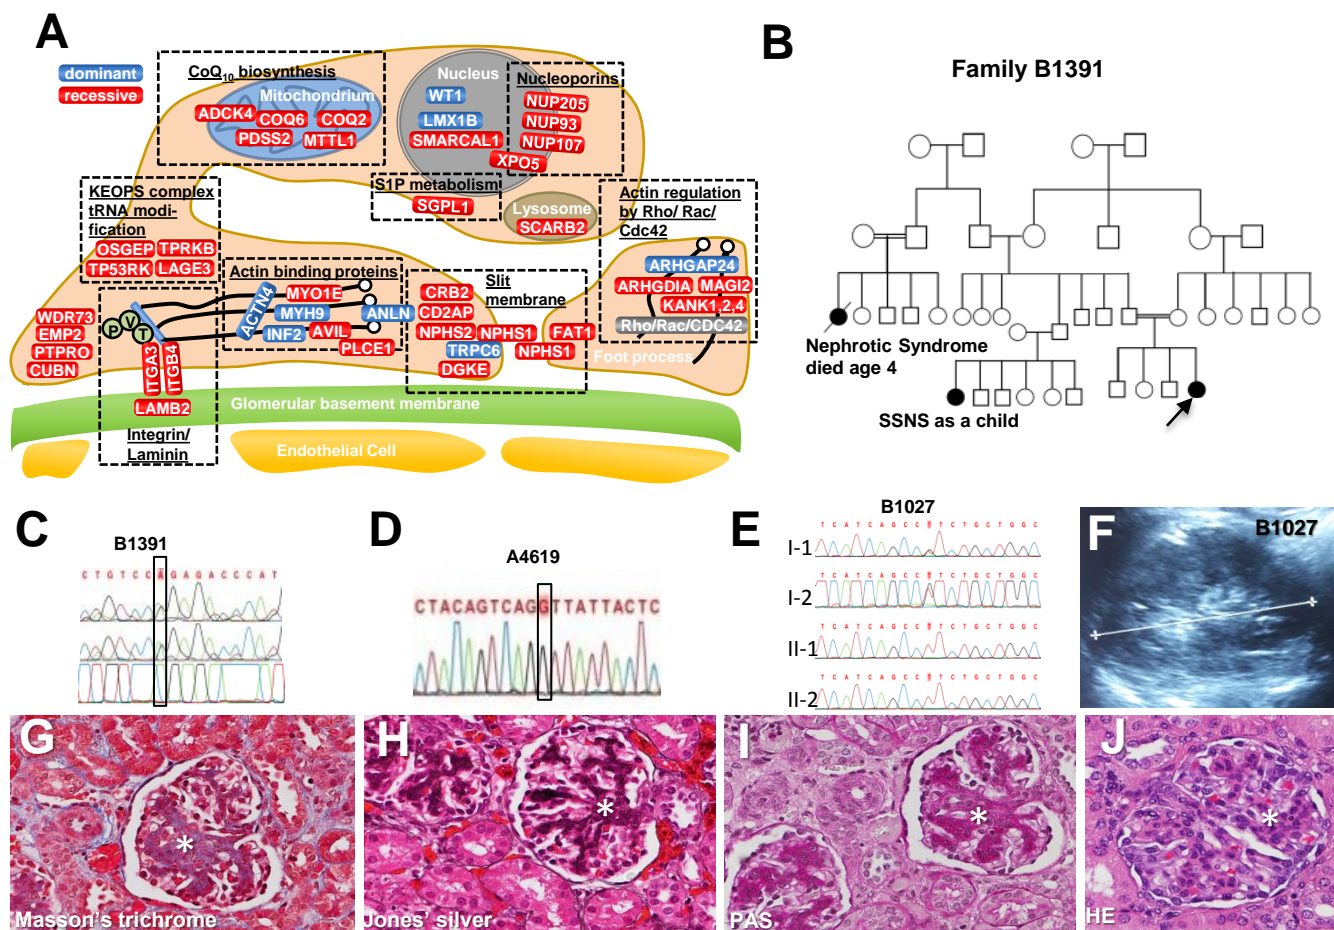 A
dominant
recessive
CoQ10 biosynthesis
Mitochondrium
ADCK4
COQ6
COQ2
PDSS2
MTTL1
Nucleus
WT1
LMX1B
SMARCAL1
Nucleoporins
NUP205
NUP93
NUP107
XPO5
KEOPS complex
tRNA modi-
fication
OSGEP
TPRKB
TP53RK
LAGE3
S1P metabolism
SGPL1
Lysosome
SCARB2
Actin regulation
by Rho/ Rac/
Cdc42
ARHGAP24
ARHGDIA
MAGI2
KANK1,2,4
Rho/Rac/CDC42
Foot process
Actin binding proteins
ACTN4
MYO1E
MYH9
ANLN
INF2
AVIL
PLCE1
Slit
membrane
CRB2
CD2AP
NPHS2
NPHS1
TRPC6
DGKE
FAT1
NPHS1
WDR73
EMP2
PTPRO
CUBN
P
V
T
ITGA3
ITGB4
LAMB2
Integrin/
Laminin
Glomerular basement membrane
Endothelial Cell
B
Family B1391
Nephrotic Syndrome
died age 4
SSNS as a child
C
B1391
CTGTCCAGAGACCCAT
D
A4619
CTACAGTCAGGTTATTACTC
E
B1027
TCATCAGCCTTCTGCTGGC
I-1
TCATCAGCCTTCTGCTGGC
I-2
TCATCAGCCTTCTGCTGGC
II-1
TCATCAGCCTTCTGCTGGC
II-2
F
B1027
G
*
Masson's trichrome
H
*
Jones' silver
I
*
PAS
J
*
HE